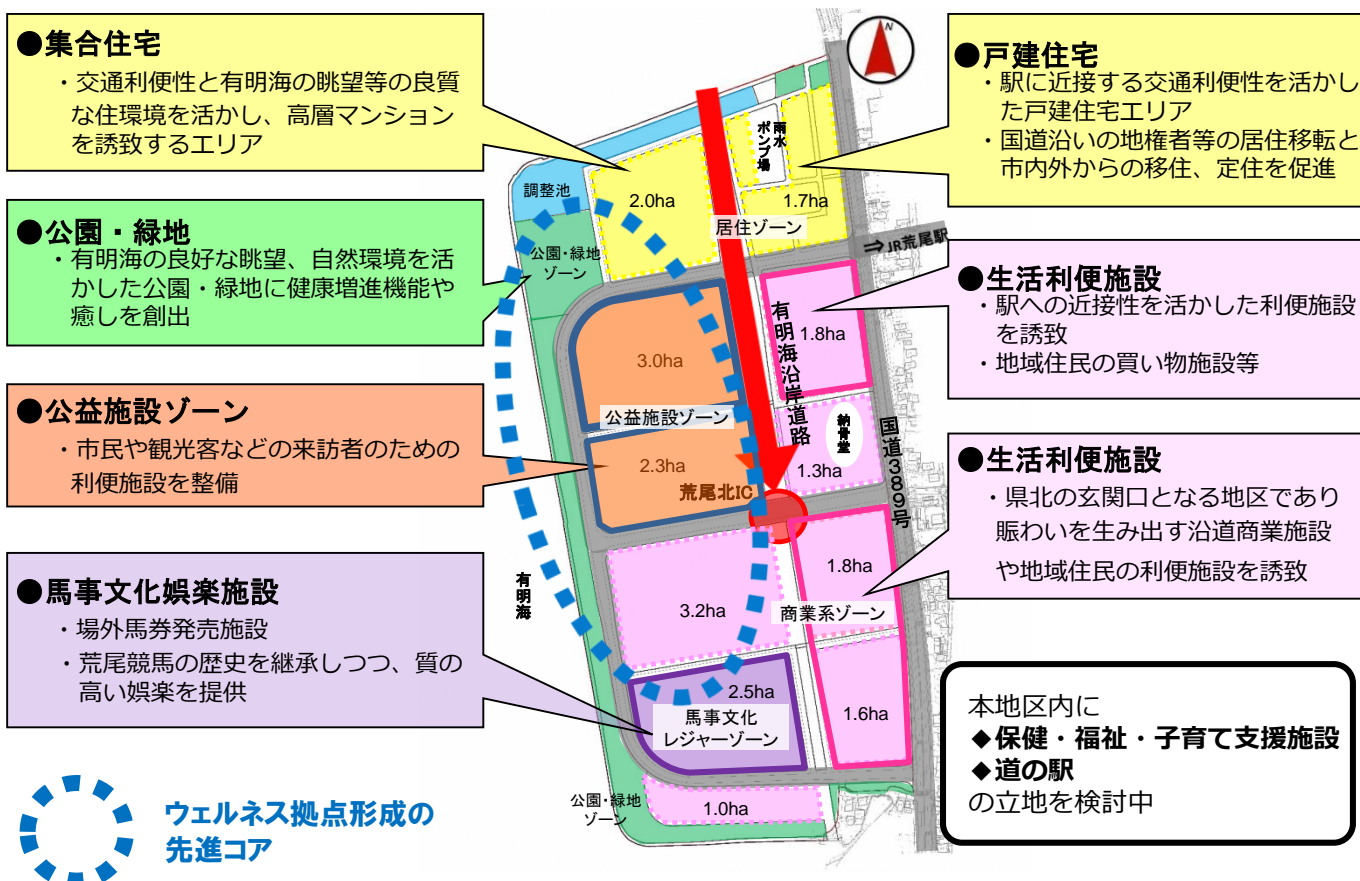 ●集合住宅
・交通利便性と有明海の眺望等の良質
な住環境を活かし、高層マンション
を誘致するエリア
●公園・緑地
・有明海の良好な眺望、自然環境を活
かした公園・緑地に健康増進機能や
癒しを創出
●公益施設ゾーン
・市民や観光客などの来訪者のための
利便施設を整備
●馬事文化娯楽施設
・場外馬券発売施設
・荒尾競馬の歴史を継承しつつ、質の
高い娯楽を提供
ウェルネス拠点形成の
先進コア
N
雨水
ポンプ場
調整池
2.0ha
1.7ha
居住ゾーン
⇒JR荒尾駅
公園・緑地
ゾーン
有明海沿岸道路
1.8ha
3.0ha
公益施設ゾーン
納骨堂
国道389号
2.3ha
1.3ha
荒尾北IC
有明海
1.8ha
3.2ha
商業系ゾーン
2.5ha
馬事文化
レジャーゾーン
1.6ha
公園・緑地
ゾーン
1.0ha
●戸建住宅
・駅に近接する交通利便性を活かし
た戸建住宅エリア
・国道沿いの地権者等の居住移転と
市内外からの移住、定住を促進
●生活利便施設
・駅への近接性を活かした利便施設
を誘致
・地域住民の買い物施設等
●生活利便施設
・県北の玄関口となる地区であり
賑わいを生み出す沿道商業施設
や地域住民の利便施設を誘致
本地区内に
◆保健・福祉・子育て支援施設
◆道の駅
の立地を検討中